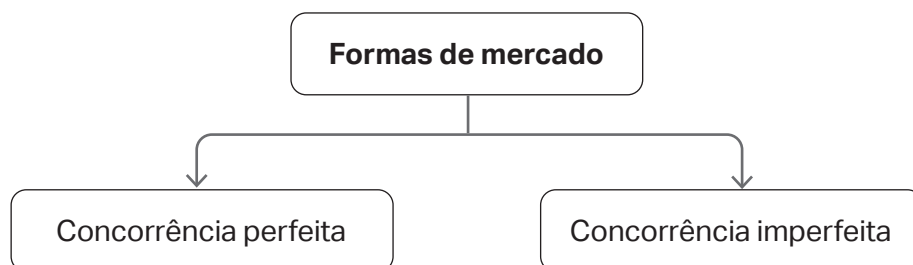 Formas de mercado
Concorrência perfeita
Concorrência imperfeita